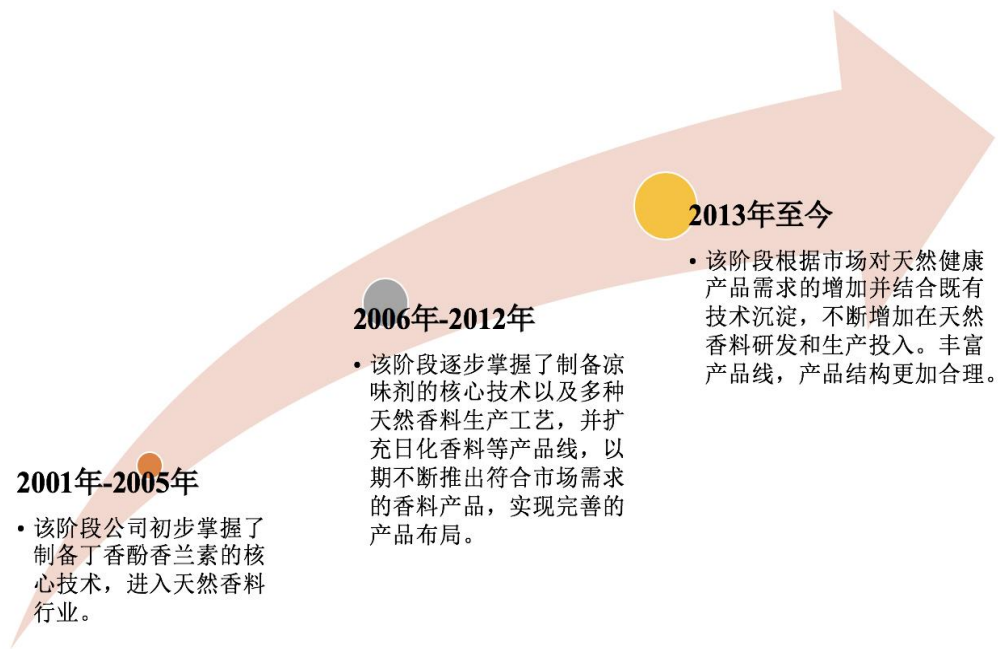 2001年-2005年
• 该阶段公司初步掌握了
制备丁香酚香兰素的核
心技术，进入天然香料
行业。
2006年-2012年
• 该阶段逐步掌握了制备凉
味剂的核心技术以及多种
天然香料生产工艺，并扩
充日化香料等产品线，以
期不断推出符合市场需求
的香料产品，实现完善的
产品布局。
2013年至今
• 该阶段根据市场对天然健康
产品需求的增加并结合既有
技术沉淀，不断增加在天然
香料研发和生产投入。丰富
产品线，产品结构更加合理。